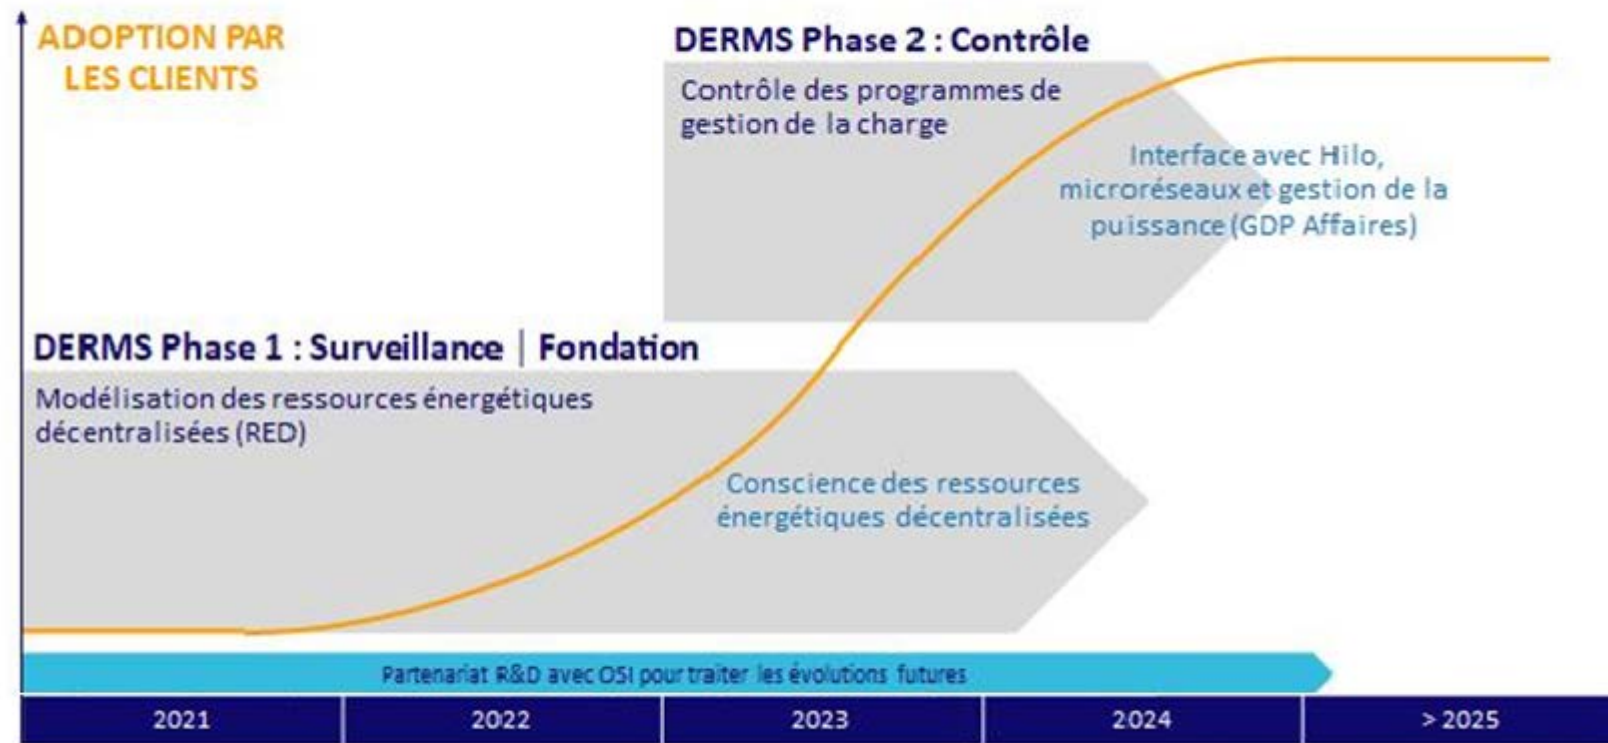 ADOPTION PAR
LES CLIENTS
DERMS Phase 2 : Contrôle
Contrôle des programmes de
gestion de la charge
Interface avec Hilo,
microréseaux et gestion de la
puissance (GDP Affaires)
DERMS Phase 1 : Surveillance | Fondation
Modélisation des ressources énergétiques
décentralisées (RED)
Conscience des ressources
énergétiques décentralisées
Partenariat R&D avec OSI pour traiter les évolutions futures
2021 2022 2023 2024 > 2025